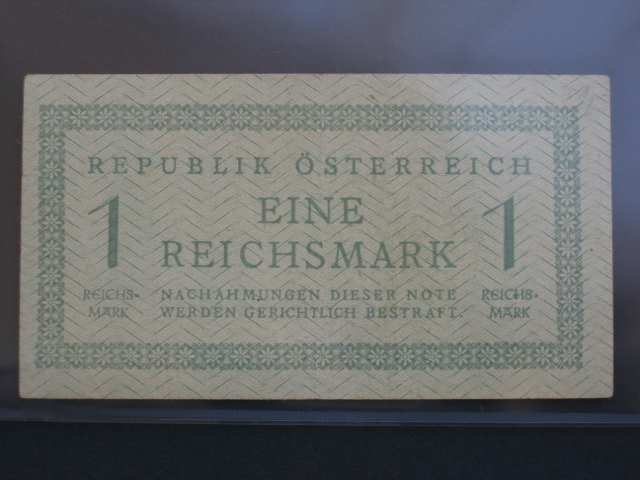 REPUBLIK ÖSTERREICH
1 EINE 1
REICHSMARK
REICHS- NACHAHMUNGEN DIESER NOTE REICHS-
MARK WERDEN GERICHTLICH BESTRAFT. MARK